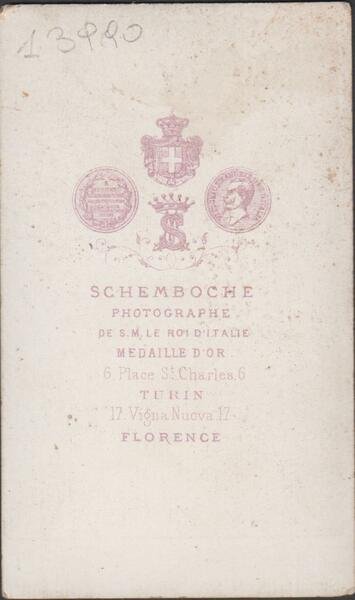 13990
SCHEMBOCHE
PHOTOGRAPHE
DE S.M. LE ROI D'ITALIE
MEDAILLE D'OR
6. Place St. Charles. 6
TURIN
17. Vigna Nuova. 17
FLORENCE